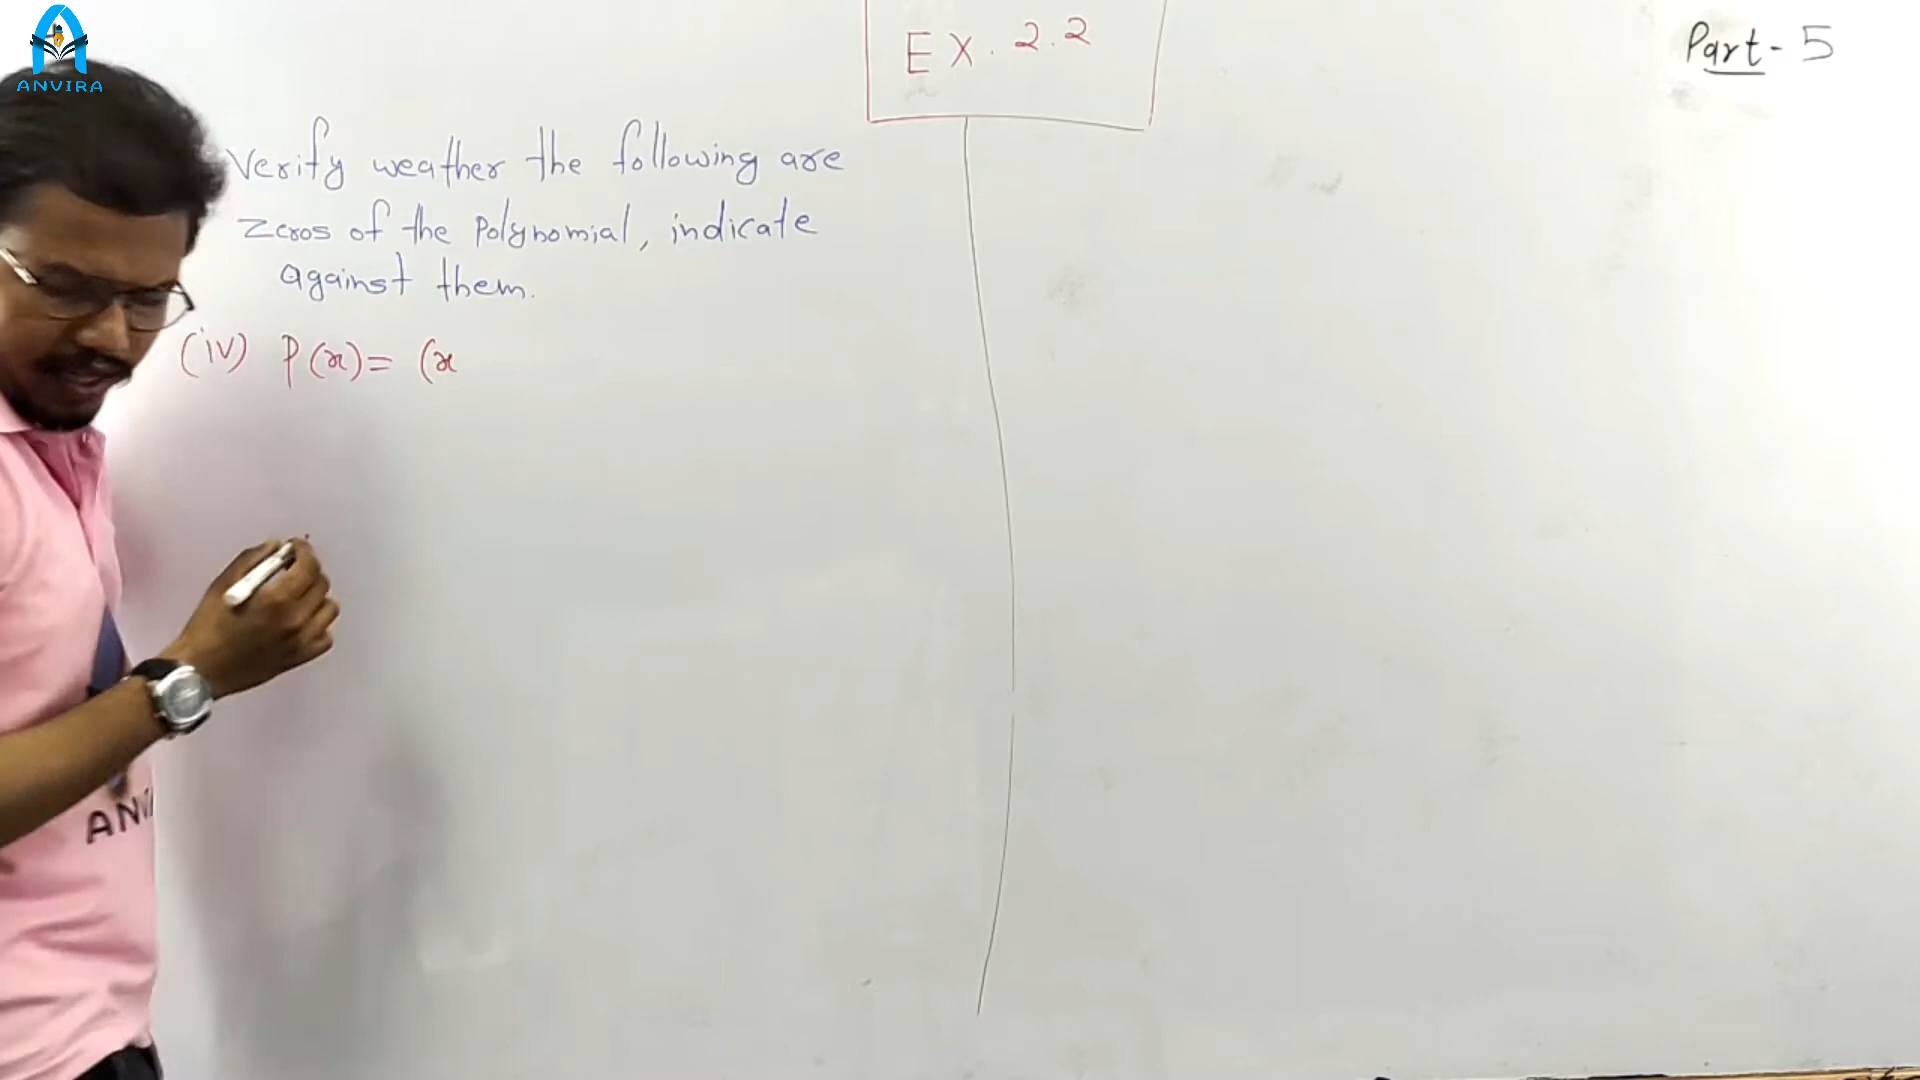 ANVIRA
EX. 2.2
Part - 5
Verify weather the following are
zeros of the Polynomial, indicate
against them.
(iv) P(x) = (x
ANVI